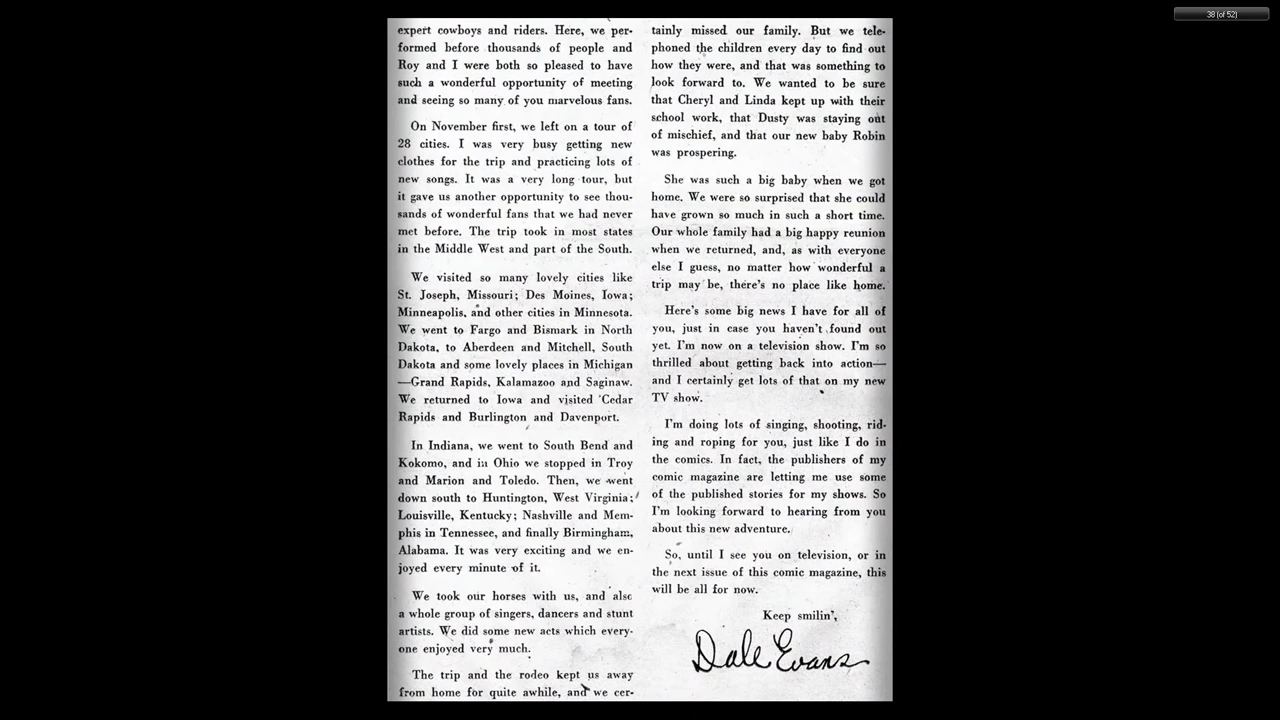 38 (of 52)
expert cowboys and riders. Here, we per-
formed before thousands of people and
Roy and I were both so pleased to have
such a wonderful opportunity of meeting
and seeing so many of you marvelous fans.
On November first, we left on a tour of
28 cities. I was very busy getting new
clothes for the trip and practicing lots of
new songs. It was a very long tour, but
it gave us another opportunity to see thou-
sands of wonderful fans that we had never
met before. The trip took in most states
in the Middle West and part of the South.
We visited so many lovely cities like
St. Joseph, Missouri; Des Moines, Iowa;
Minneapolis, and other cities in Minnesota.
We went to Fargo and Bismark in North
Dakota, to Aberdeen and Mitchell, South
Dakota and some lovely places in Michigan
—Grand Rapids, Kalamazoo and Saginaw.
We returned to Iowa and visited Cedar
Rapids and Burlington and Davenport.
In Indiana, we went to South Bend and
Kokomo, and in Ohio we stopped in Troy
and Marion and Toledo. Then, we went
down south to Huntington, West Virginia;
Louisville, Kentucky; Nashville and Mem-
phis in Tennessee, and finally Birmingham,
Alabama. It was very exciting and we en-
joyed every minute of it.
We took our horses with us, and also
a whole group of singers, dancers and stunt
artists. We did some new acts which every-
one enjoyed very much.
The trip and the rodeo kept us away
from home for quite awhile, and we cer-
tainly missed our family. But we tele-
phoned the children every day to find out
how they were, and that was something to
look forward to. We wanted to be sure
that Cheryl and Linda kept up with their
school work, that Dusty was staying out
of mischief, and that our new baby Robin
was prospering.
She was such a big baby when we got
home. We were so surprised that she could
have grown so much in such a short time.
Our whole family had a big happy reunion
when we returned, and, as with everyone
else I guess, no matter how wonderful a
trip may be, there's no place like home.
Here's some big news I have for all of
you, just in case you haven't found out
yet. I'm now on a television show. I'm so
thrilled about getting back into action—
and I certainly get lots of that on my new
TV show.
I'm doing lots of singing, shooting, rid-
ing and roping for you, just like I do in
the comics. In fact, the publishers of my
comic magazine are letting me use some
of the published stories for my shows. So
I'm looking forward to hearing from you
about this new adventure.
So, until I see you on television, or in
the next issue of this comic magazine, this
will be all for now.
Keep smilin',
Dale Evans